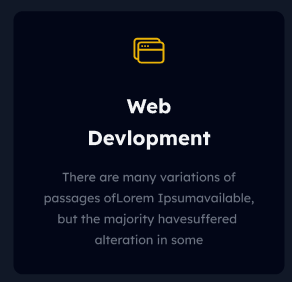 Web
Devlopment
There are many variations of
passages ofLorem Ipsumavailable,
but the majority havesuffered
alteration in some